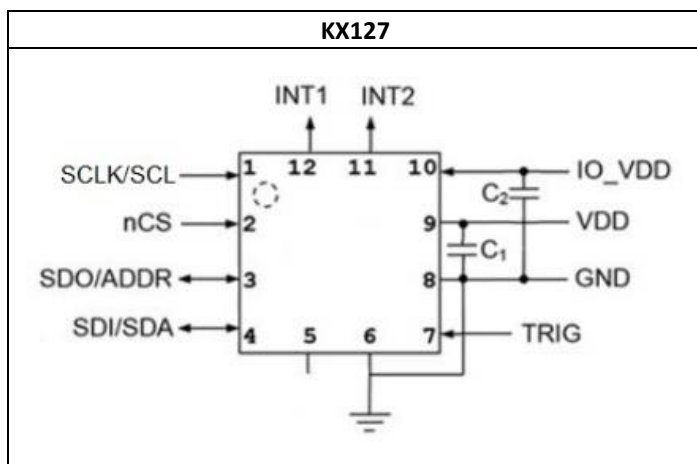 KX127
INT1 INT2
SCLK/SCL 1 12 11 10 IO_VDD
C2
nCS 2 9 VDD
C1
SDO/ADDR 3 8 GND
SDI/SDA 4 5 6 7 TRIG